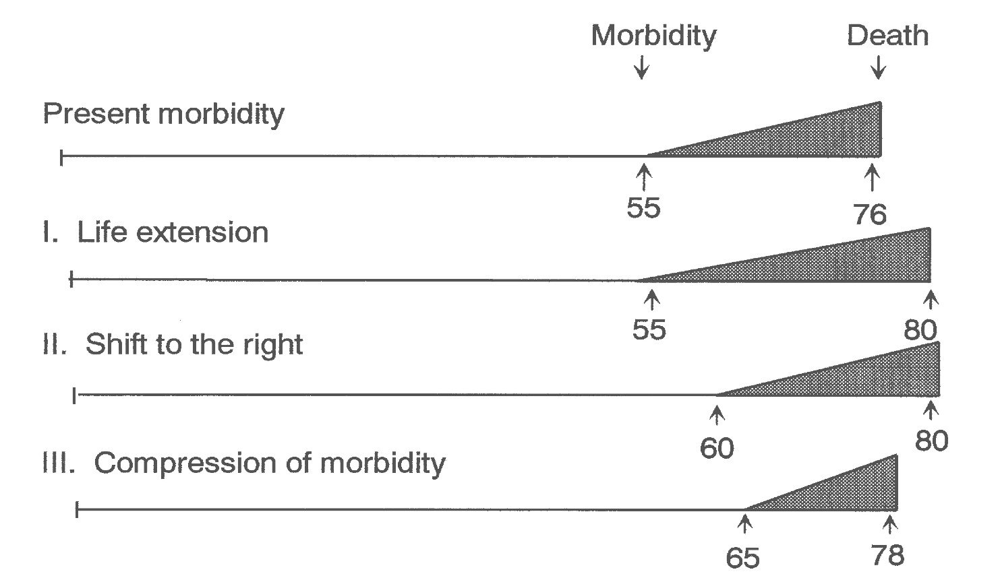 Morbidity Death
Present morbidity
55 76
I. Life extension
55 80
II. Shift to the right
60 80
III. Compression of morbidity
65 78